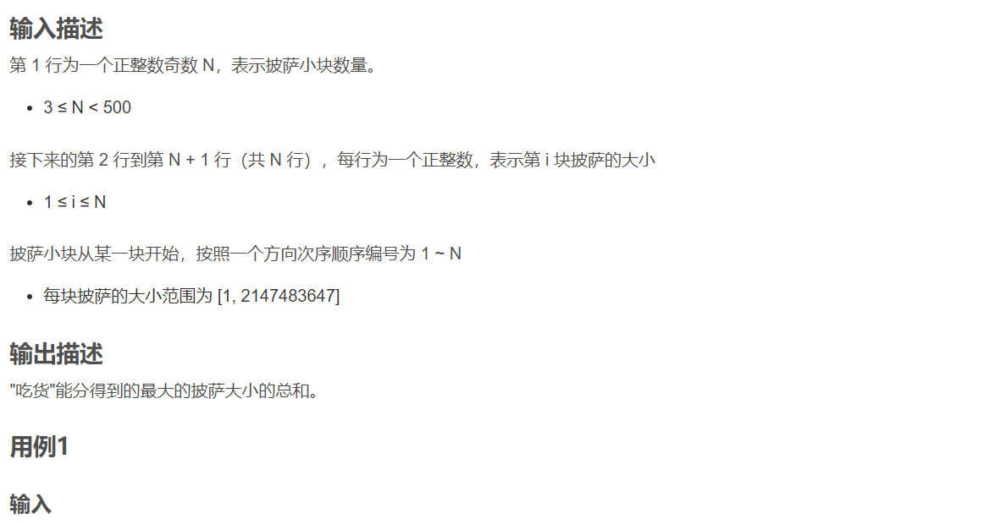 输入描述
第 1 行为一个正整数奇数 N，表示披萨小块数量。
• 3 ≤ N < 500
接下来的第 2 行到第 N + 1 行（共 N 行），每行为一个正整数，表示第 i 块披萨的大小
• 1 ≤ i ≤ N
披萨小块从某一块开始，按照一个方向次序顺序编号为 1 ~ N
• 每块披萨的大小范围为 [1, 2147483647]
输出描述
"吃货"能分得到的最大的披萨大小的总和。
用例1
输入